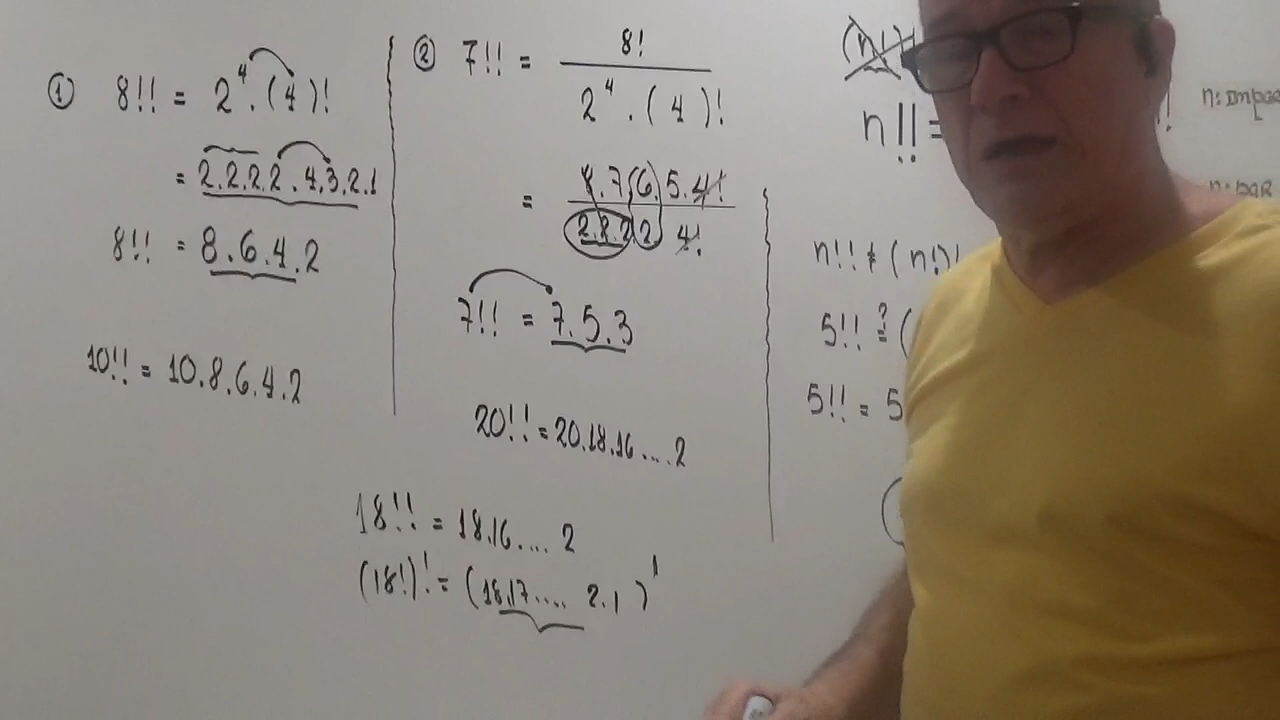 ① 8!! = 2⁴ . (4)!
= 2.2.2.2.4.3.2.1
8!! = 8.6.4.2
10!! = 10.8.6.4.2
② 7!! = 8! / 2⁴ . (4)!
= 8.7(6).5.4! / 2.2.2 2 4!
7!! = 7.5.3
20!! = 20.18.16 ... 2
18!! = 18.16.... 2
(18!)! = (18.17.... 2.1)!
(n!)
n!! =
n!! ≠ (n!)!
5!! ≟ (
5!! = 5
n: Impar
n: par